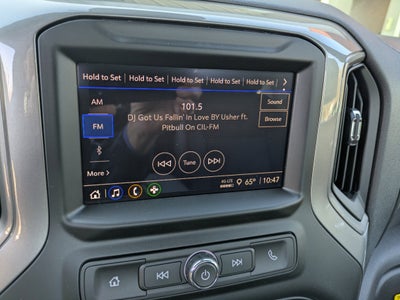 Hold to Set Hold to Set Hold to Set Hold to Set Hold to Set
AM
101.5
Sound
DJ Got Us Fallin' In Love BY Usher ft.
FM
Browse
Pitbull On CIL-FM
Tune
More >
4G LTE 65° 10:47